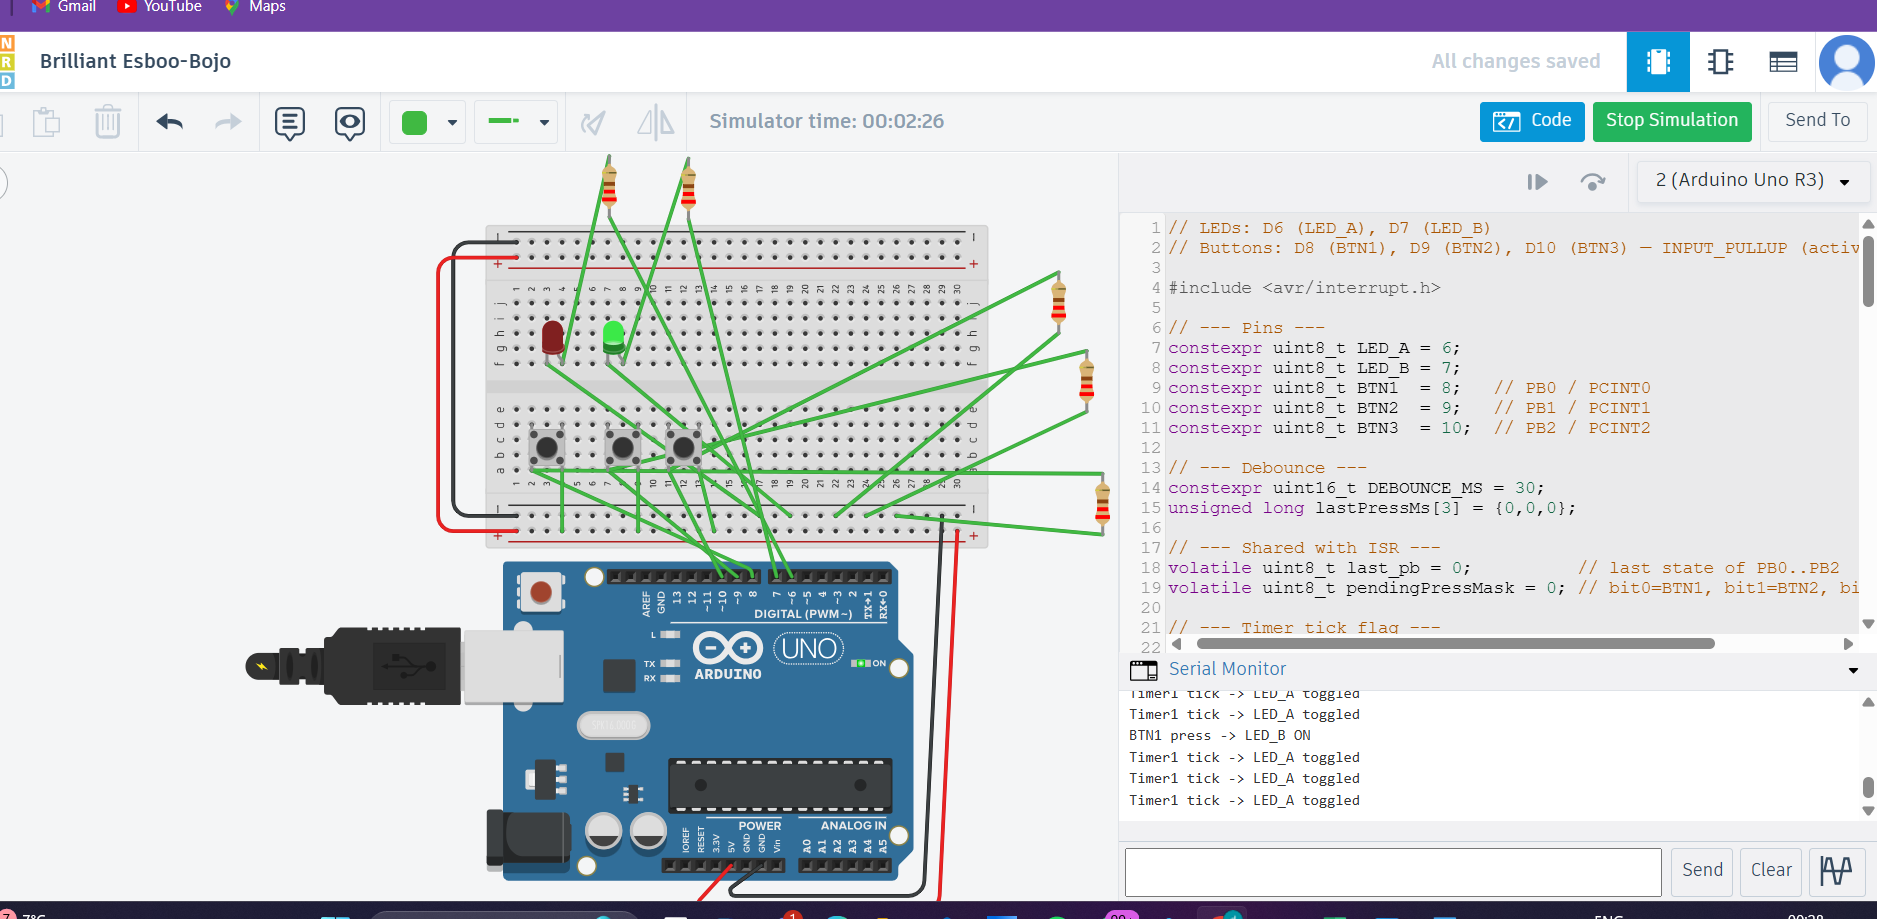 Gmail
YouTube
Maps
Brilliant Esboo-Bojo
All changes saved
Simulator time: 00:02:26
Code
Stop Simulation
Send To
2 (Arduino Uno R3)
1 // LEDs: D6 (LED_A), D7 (LED_B)
2 // Buttons: D8 (BTN1), D9 (BTN2), D10 (BTN3) — INPUT_PULLUP (activ
3
4 #include <avr/interrupt.h>
5
6 // --- Pins ---
7 constexpr uint8_t LED_A = 6;
8 constexpr uint8_t LED_B = 7;
9 constexpr uint8_t BTN1 = 8; // PB0 / PCINT0
10 constexpr uint8_t BTN2 = 9; // PB1 / PCINT1
11 constexpr uint8_t BTN3 = 10; // PB2 / PCINT2
12
13 // --- Debounce ---
14 constexpr uint16_t DEBOUNCE_MS = 30;
15 unsigned long lastPressMs[3] = {0,0,0};
16
17 // --- Shared with ISR ---
18 volatile uint8_t last_pb = 0; // last state of PB0..PB2
19 volatile uint8_t pendingPressMask = 0; // bit0=BTN1, bit1=BTN2, bi
20
21 // --- Timer tick flag ---
22
Serial Monitor
Timer1 tick -> LED_A toggled
Timer1 tick -> LED_A toggled
BTN1 press -> LED_B ON
Timer1 tick -> LED_A toggled
Timer1 tick -> LED_A toggled
Timer1 tick -> LED_A toggled
Send
Clear
AREF GND 13 12 ~11 ~10 ~9 8 7 ~6 ~5 4 ~3 2 TX→1 RX←0
DIGITAL (PWM~)
L
TX
RX
ARDUINO
UNO
ON
POWER
ANALOG IN
IOREF RESET 3.3V 5V GND GND Vin A0 A1 A2 A3 A4 A5
7°C
ENG